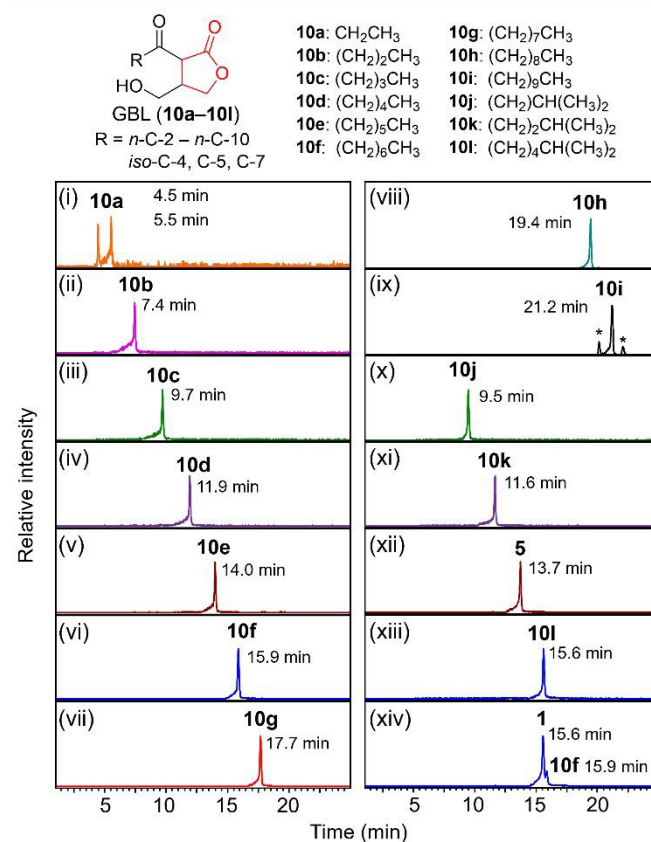 O
O
R
O
HO
GBL (10a–10l)
R = n-C-2 – n-C-10
iso-C-4, C-5, C-7
10a: CH2CH3
10b: (CH2)2CH3
10c: (CH2)3CH3
10d: (CH2)4CH3
10e: (CH2)5CH3
10f: (CH2)6CH3
10g: (CH2)7CH3
10h: (CH2)8CH3
10i: (CH2)9CH3
10j: (CH2)CH(CH3)2
10k: (CH2)2CH(CH3)2
10l: (CH2)4CH(CH3)2
(i) 10a 4.5 min
5.5 min
(ii) 10b
7.4 min
(iii) 10c
9.7 min
(iv) 10d
11.9 min
(v) 10e
14.0 min
(vi) 10f
15.9 min
(vii) 10g
17.7 min
(viii) 10h
19.4 min
(ix) 10i
21.2 min
* *
(x) 10j
9.5 min
(xi) 10k
11.6 min
(xii) 5
13.7 min
(xiii) 10l
15.6 min
(xiv) 1
15.6 min
10f 15.9 min
Relative intensity
5 10 15 20
5 10 15 20
Time (min)